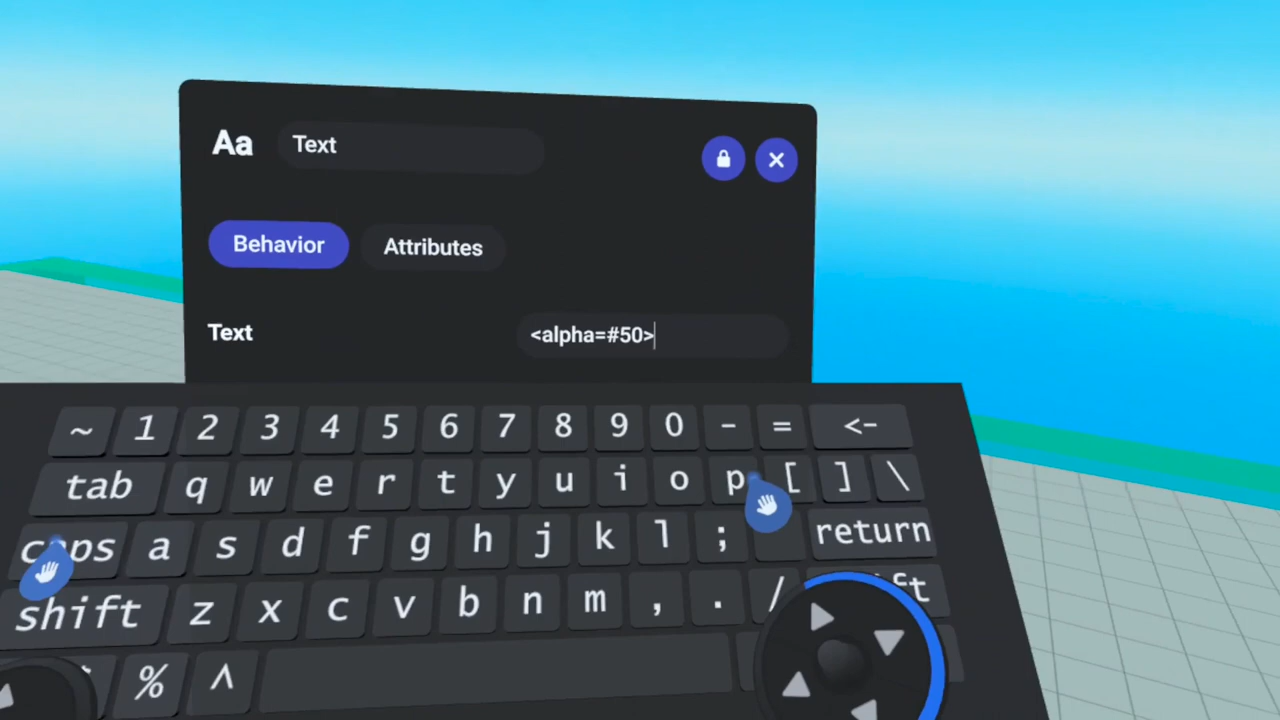 Aa Text
Behavior Attributes
Text <alpha=#50>
~ 1 2 3 4 5 6 7 8 9 0 - = <-
tab q w e r t y u i o p [ ] \
caps a s d f g h j k l ; return
shift z x c v b n m , . /
% ^